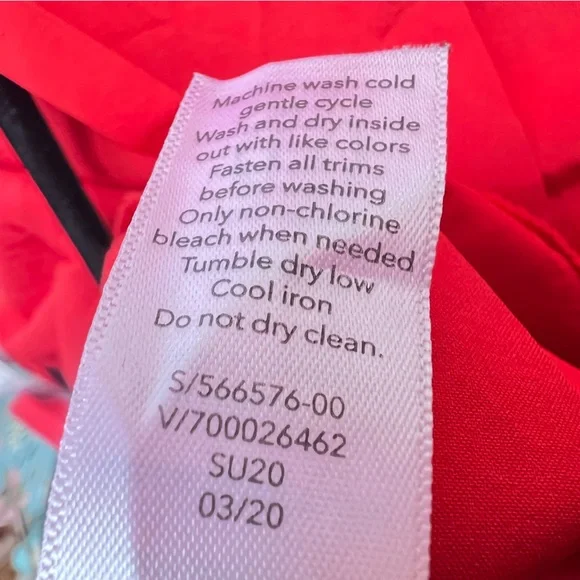 Machine wash cold
gentle cycle
Wash and dry inside
out with like colors
Fasten all trims
before washing
Only non-chlorine
bleach when needed
Tumble dry low
Cool iron
Do not dry clean.
S/566576-00
V/700026462
SU20
03/20